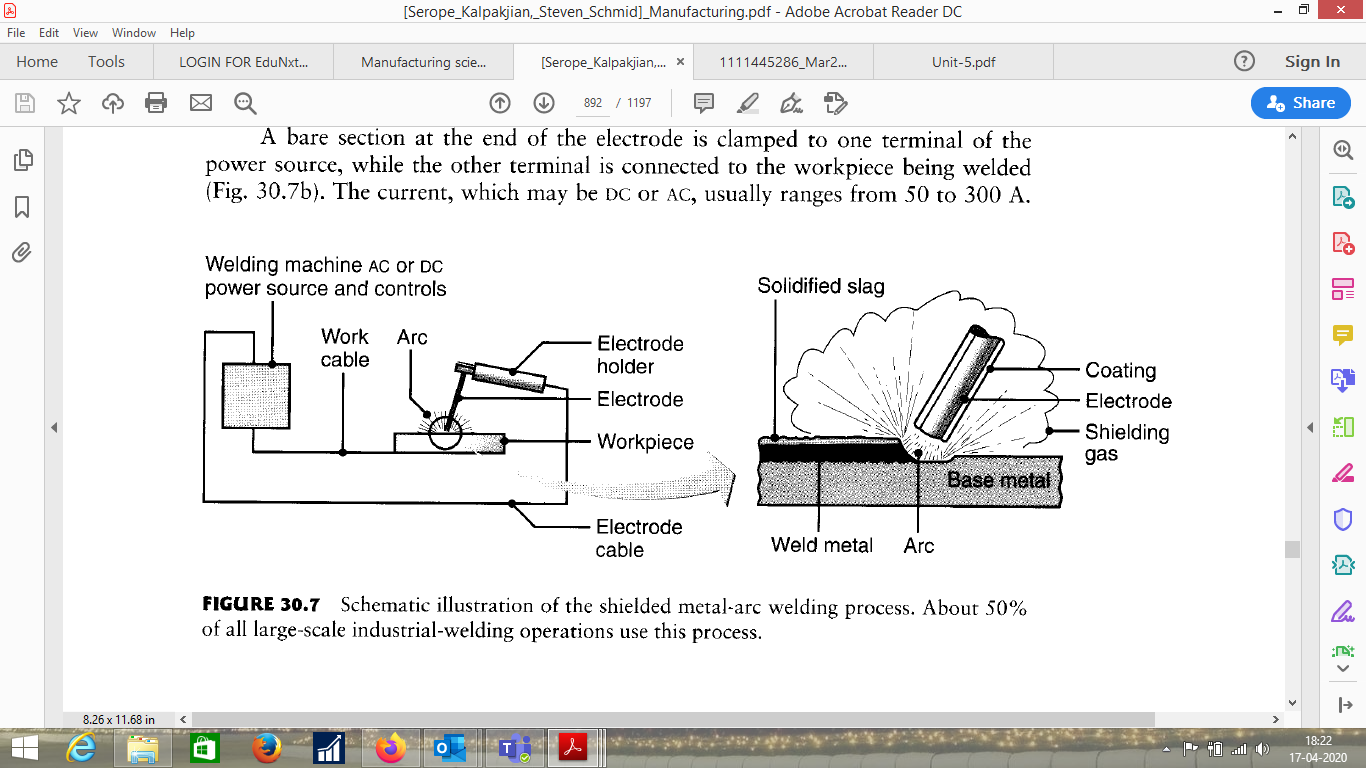 [Serope_Kalpakjian,_Steven_Schmid]_Manufacturing.pdf - Adobe Acrobat Reader DC
File Edit View Window Help
Home Tools LOGIN FOR EduNxt... Manufacturing scie... [Serope_Kalpakjian,... × 1111445286_Mar2... Unit-5.pdf ? Sign In
892 / 1197 Share
A bare section at the end of the electrode is clamped to one terminal of the
power source, while the other terminal is connected to the workpiece being welded
(Fig. 30.7b). The current, which may be DC or AC, usually ranges from 50 to 300 A.
Welding machine AC or DC
power source and controls
Work
cable
Arc
Electrode
holder
Electrode
Workpiece
Electrode
cable
Solidified slag
Coating
Electrode
Shielding
gas
Base metal
Weld metal
Arc
FIGURE 30.7 Schematic illustration of the shielded metal-arc welding process. About 50%
of all large-scale industrial-welding operations use this process.
8.26 x 11.68 in
18:22
17-04-2020